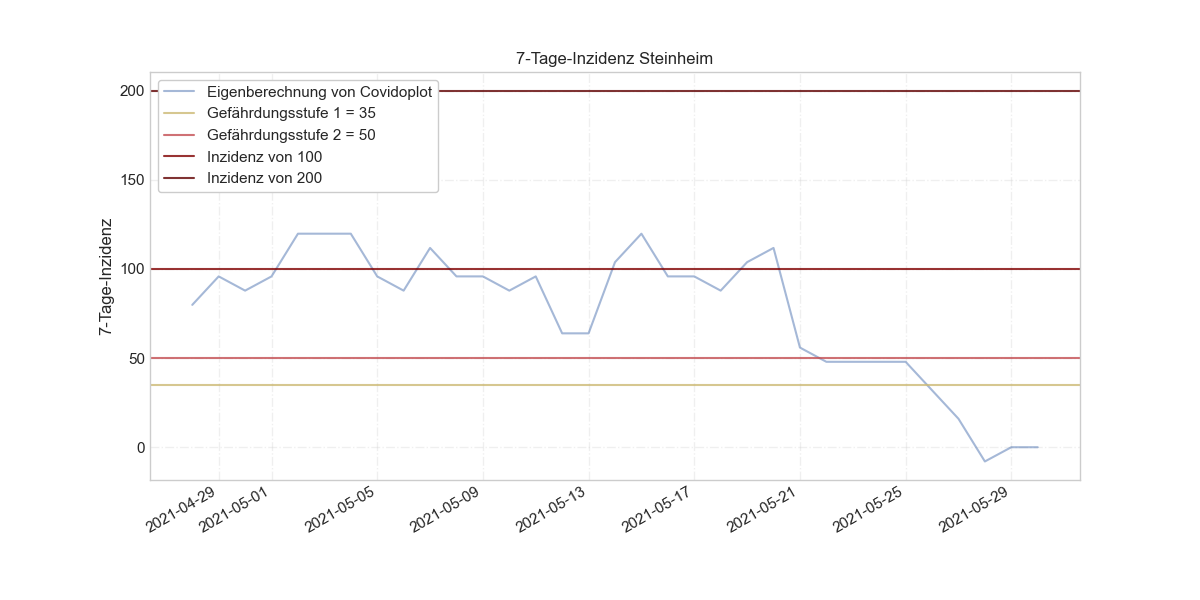 7-Tage-Inzidenz Steinheim
Eigenberechnung von Covidoplot
Gefährdungsstufe 1 = 35
Gefährdungsstufe 2 = 50
Inzidenz von 100
Inzidenz von 200
7-Tage-Inzidenz
200
150
100
50
0
2021-04-29
2021-05-01
2021-05-05
2021-05-09
2021-05-13
2021-05-17
2021-05-21
2021-05-25
2021-05-29